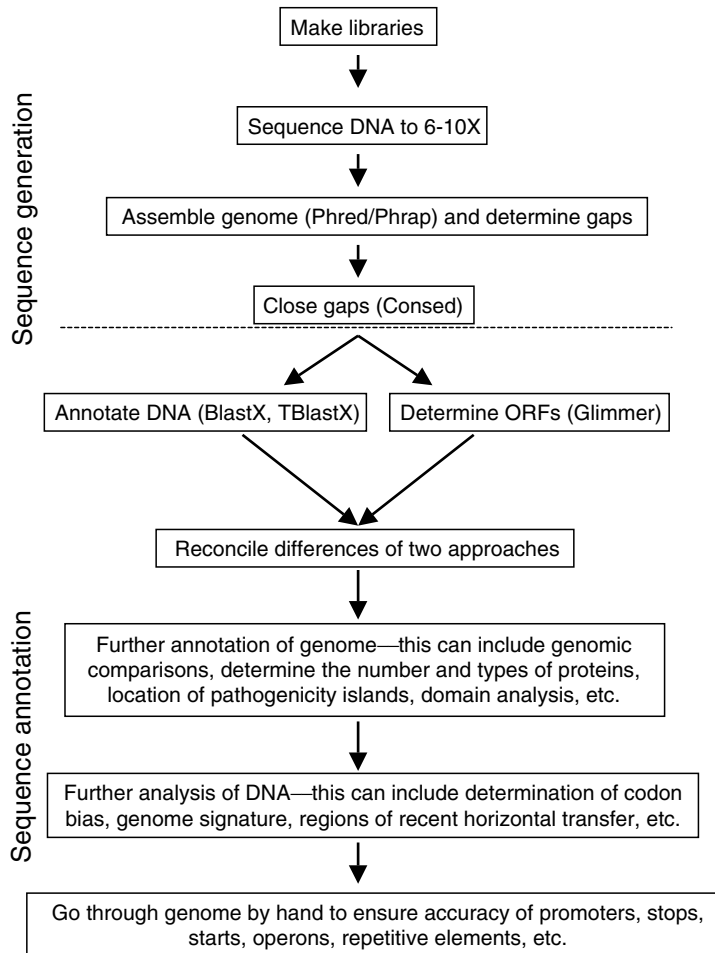 Make libraries
Sequence DNA to 6-10X
Assemble genome (Phred/Phrap) and determine gaps
Close gaps (Consed)
Sequence generation
Annotate DNA (BlastX, TBlastX)
Determine ORFs (Glimmer)
Reconcile differences of two approaches
Further annotation of genome—this can include genomic
comparisons, determine the number and types of proteins,
location of pathogenicity islands, domain analysis, etc.
Further analysis of DNA—this can include determination of codon
bias, genome signature, regions of recent horizontal transfer, etc.
Go through genome by hand to ensure accuracy of promoters, stops,
starts, operons, repetitive elements, etc.
Sequence annotation